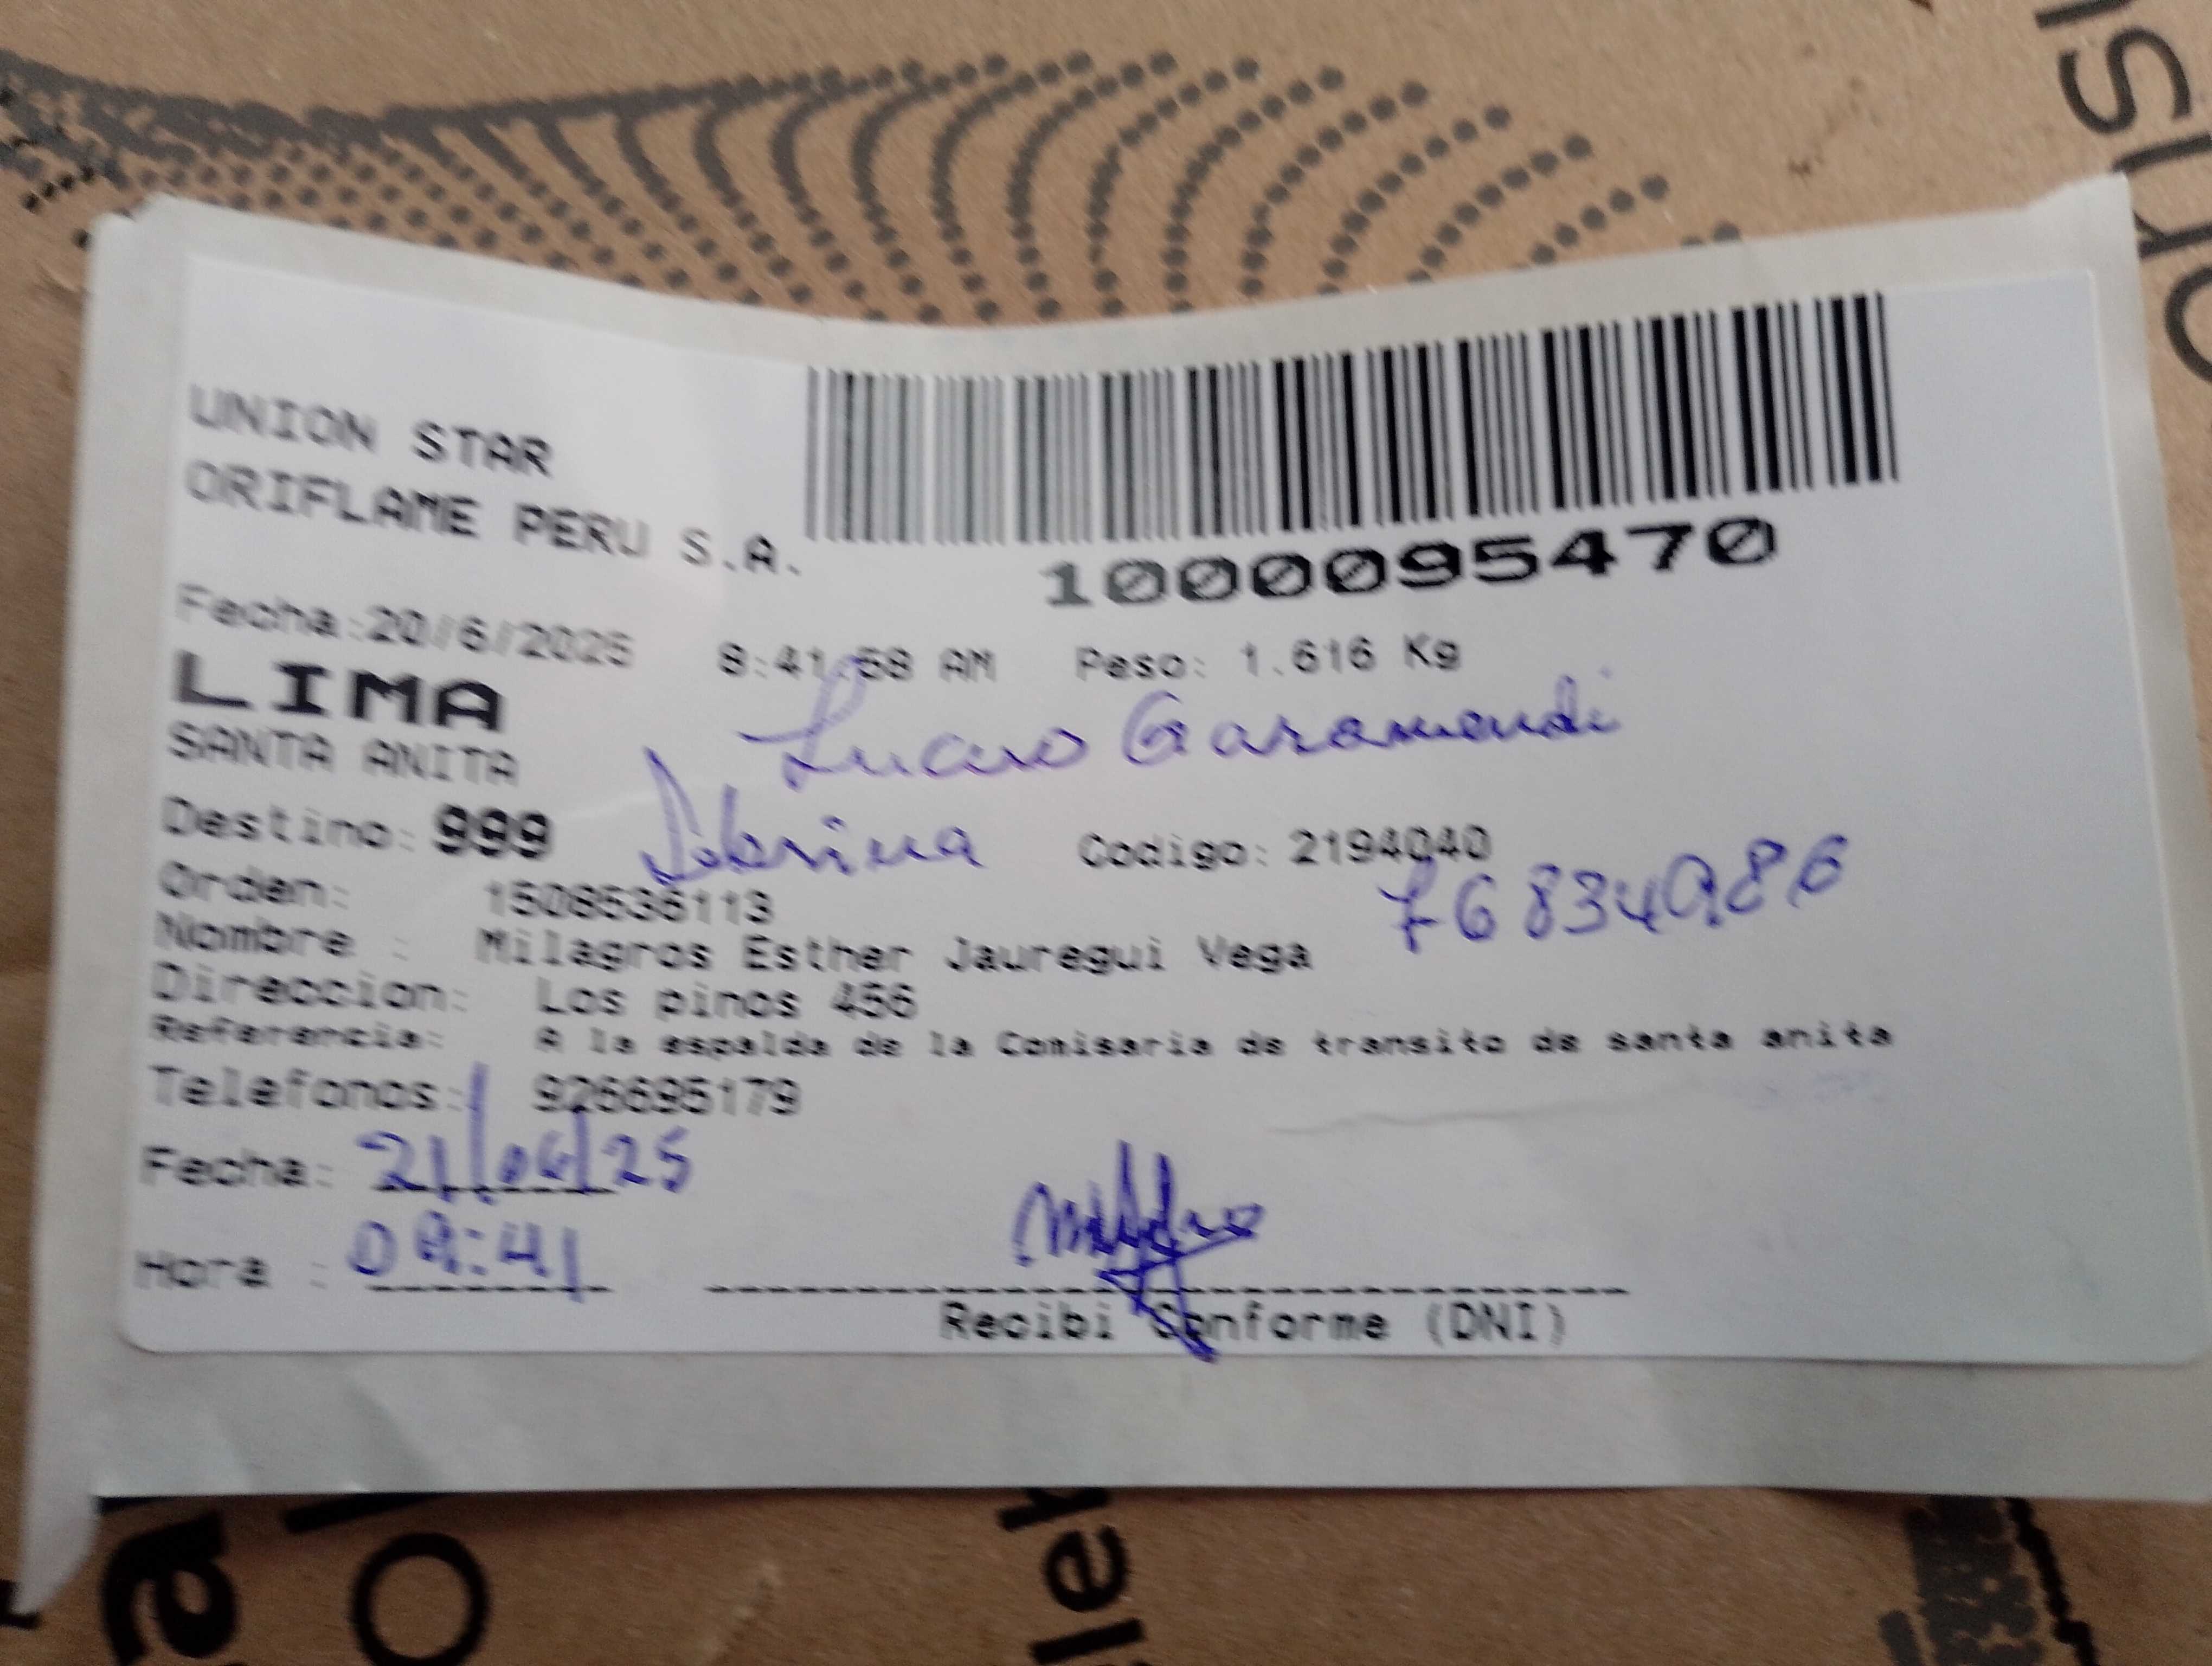 UNION STAR
ORIFLAME PERU S.A.
1000095470
Fecha:20/6/2025 8:41:58 AM Peso: 1.616 Kg
LIMA
SANTA ANITA
Garamendi
Destino: 999 Sobrina Codigo: 2194040
76834986
Orden: 1508536113
Nombre : Milagros Esther Jauregui Vega
Direccion: Los pinos 456
Referencia: A la espalda de la Comisaria de transito de santa anita
Telefonos: 926695179
Fecha: 21/06/25
Hora : 09:41
Recibi Conforme (DNI)